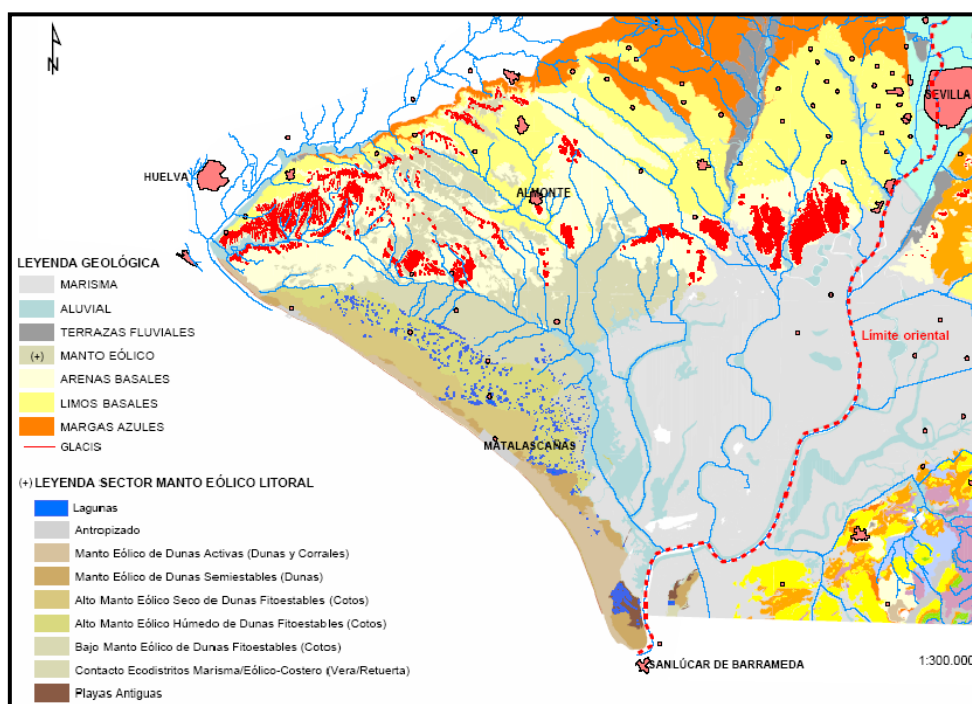 N
SEVILLA
HUELVA
ALMONTE
LEYENDA GEOLÓGICA
MARISMA
ALUVIAL
TERRAZAS FLUVIALES
(+) MANTO EÓLICO
ARENAS BASALES
LIMOS BASALES
MARGAS AZULES
GLACIS
Límite oriental
MATALASCAÑAS
(+) LEYENDA SECTOR MANTO EÓLICO LITORAL
Lagunas
Antropizado
Manto Eólico de Dunas Activas (Dunas y Corrales)
Manto Eólico de Dunas Semiestables (Dunas)
Alto Manto Eólico Seco de Dunas Fitoestables (Cotos)
Alto Manto Eólico Húmedo de Dunas Fitoestables (Cotos)
Bajo Manto Eólico de Dunas Fitoestables (Cotos)
Contacto Ecodistritos Marisma/Eólico-Costero (Vera/Retuerta)
Playas Antiguas
SANLÚCAR DE BARRAMEDA
1:300.000